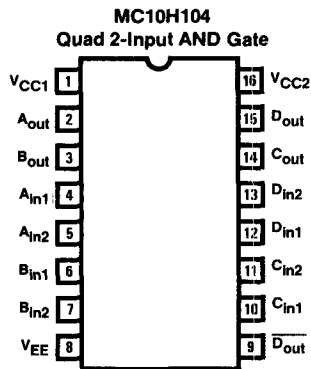 MC10H104
Quad 2-Input AND Gate
VCC1 1 16 VCC2
Aout 2 15 Dout
Bout 3 14 Cout
Ain1 4 13 Din2
Ain2 5 12 Din1
Bin1 6 11 Cin2
Bin2 7 10 Cin1
VEE 8 9 D̅o̅u̅t̅